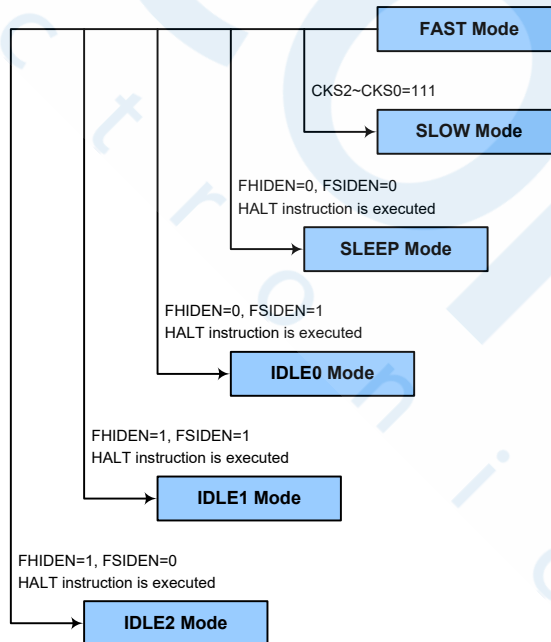 FAST Mode
CKS2~CKS0=111
SLOW Mode
FHIDEN=0, FSIDEN=0
HALT instruction is executed
SLEEP Mode
FHIDEN=0, FSIDEN=1
HALT instruction is executed
IDLE0 Mode
FHIDEN=1, FSIDEN=1
HALT instruction is executed
IDLE1 Mode
FHIDEN=1, FSIDEN=0
HALT instruction is executed
IDLE2 Mode